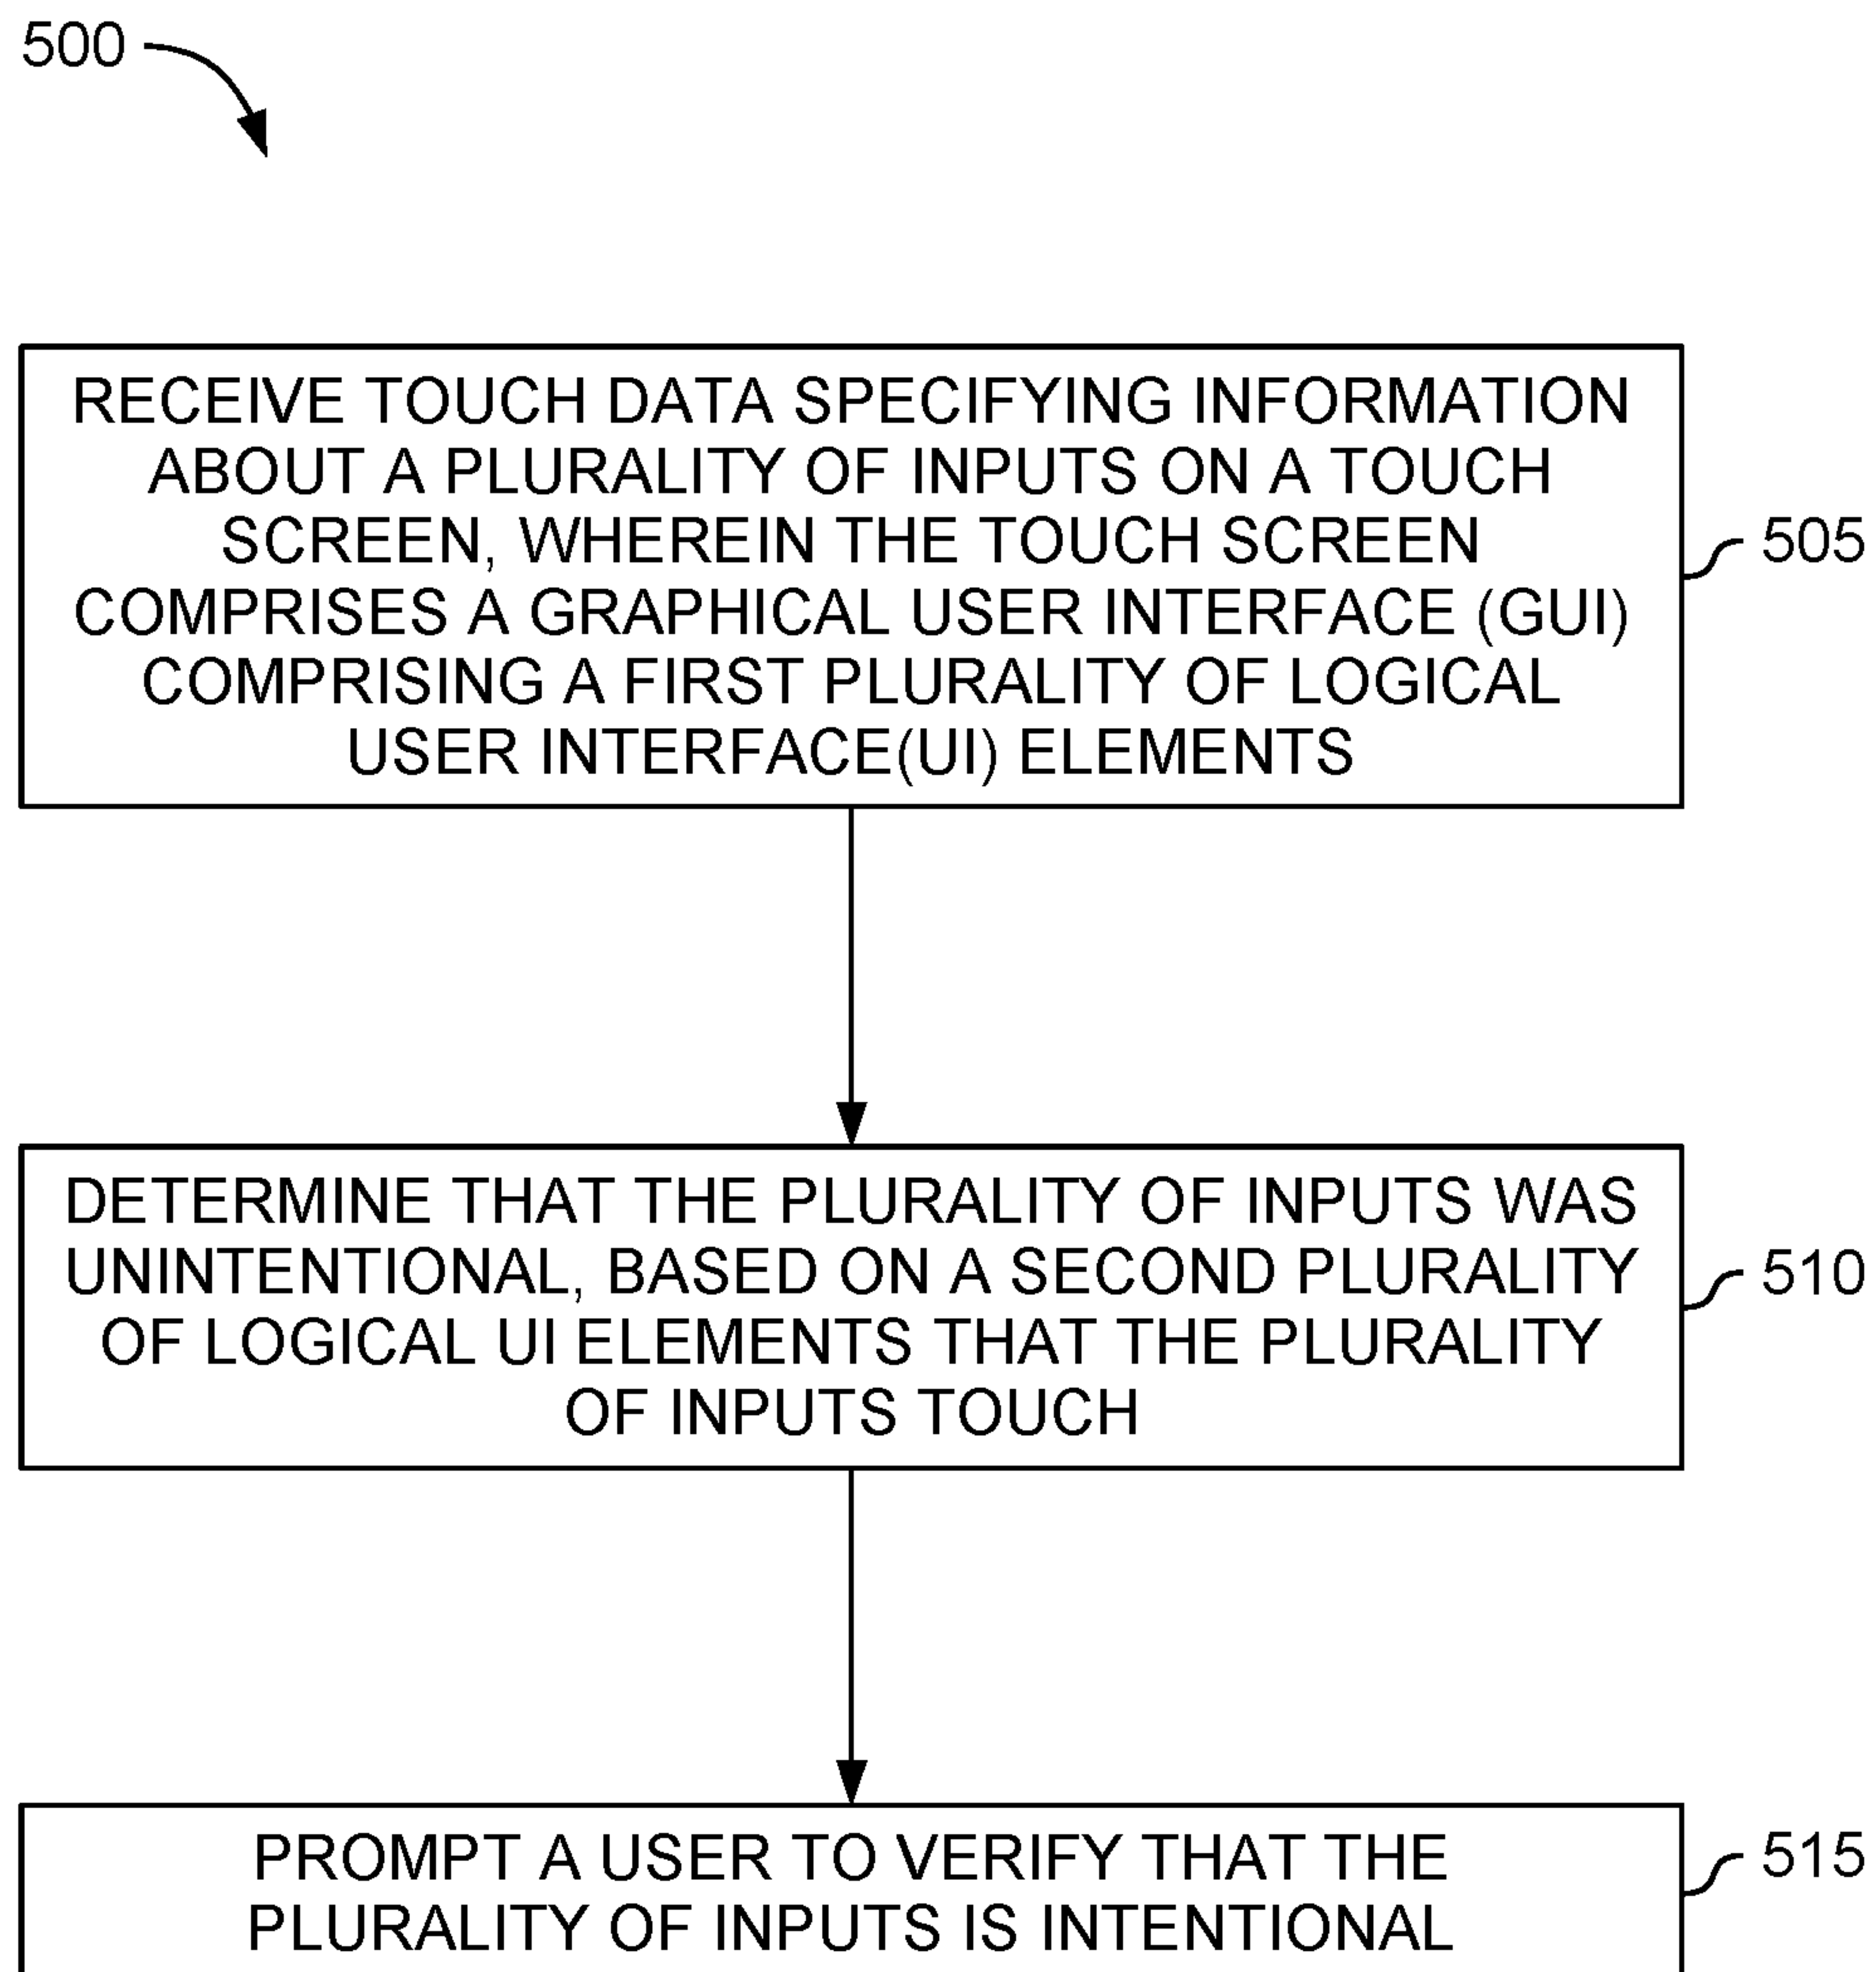 500
RECEIVE TOUCH DATA SPECIFYING INFORMATION
ABOUT A PLURALITY OF INPUTS ON A TOUCH
SCREEN, WHEREIN THE TOUCH SCREEN
COMPRISES A GRAPHICAL USER INTERFACE (GUI)
COMPRISING A FIRST PLURALITY OF LOGICAL
USER INTERFACE(UI) ELEMENTS
505
DETERMINE THAT THE PLURALITY OF INPUTS WAS
UNINTENTIONAL, BASED ON A SECOND PLURALITY
OF LOGICAL UI ELEMENTS THAT THE PLURALITY
OF INPUTS TOUCH
510
PROMPT A USER TO VERIFY THAT THE
PLURALITY OF INPUTS IS INTENTIONAL
515